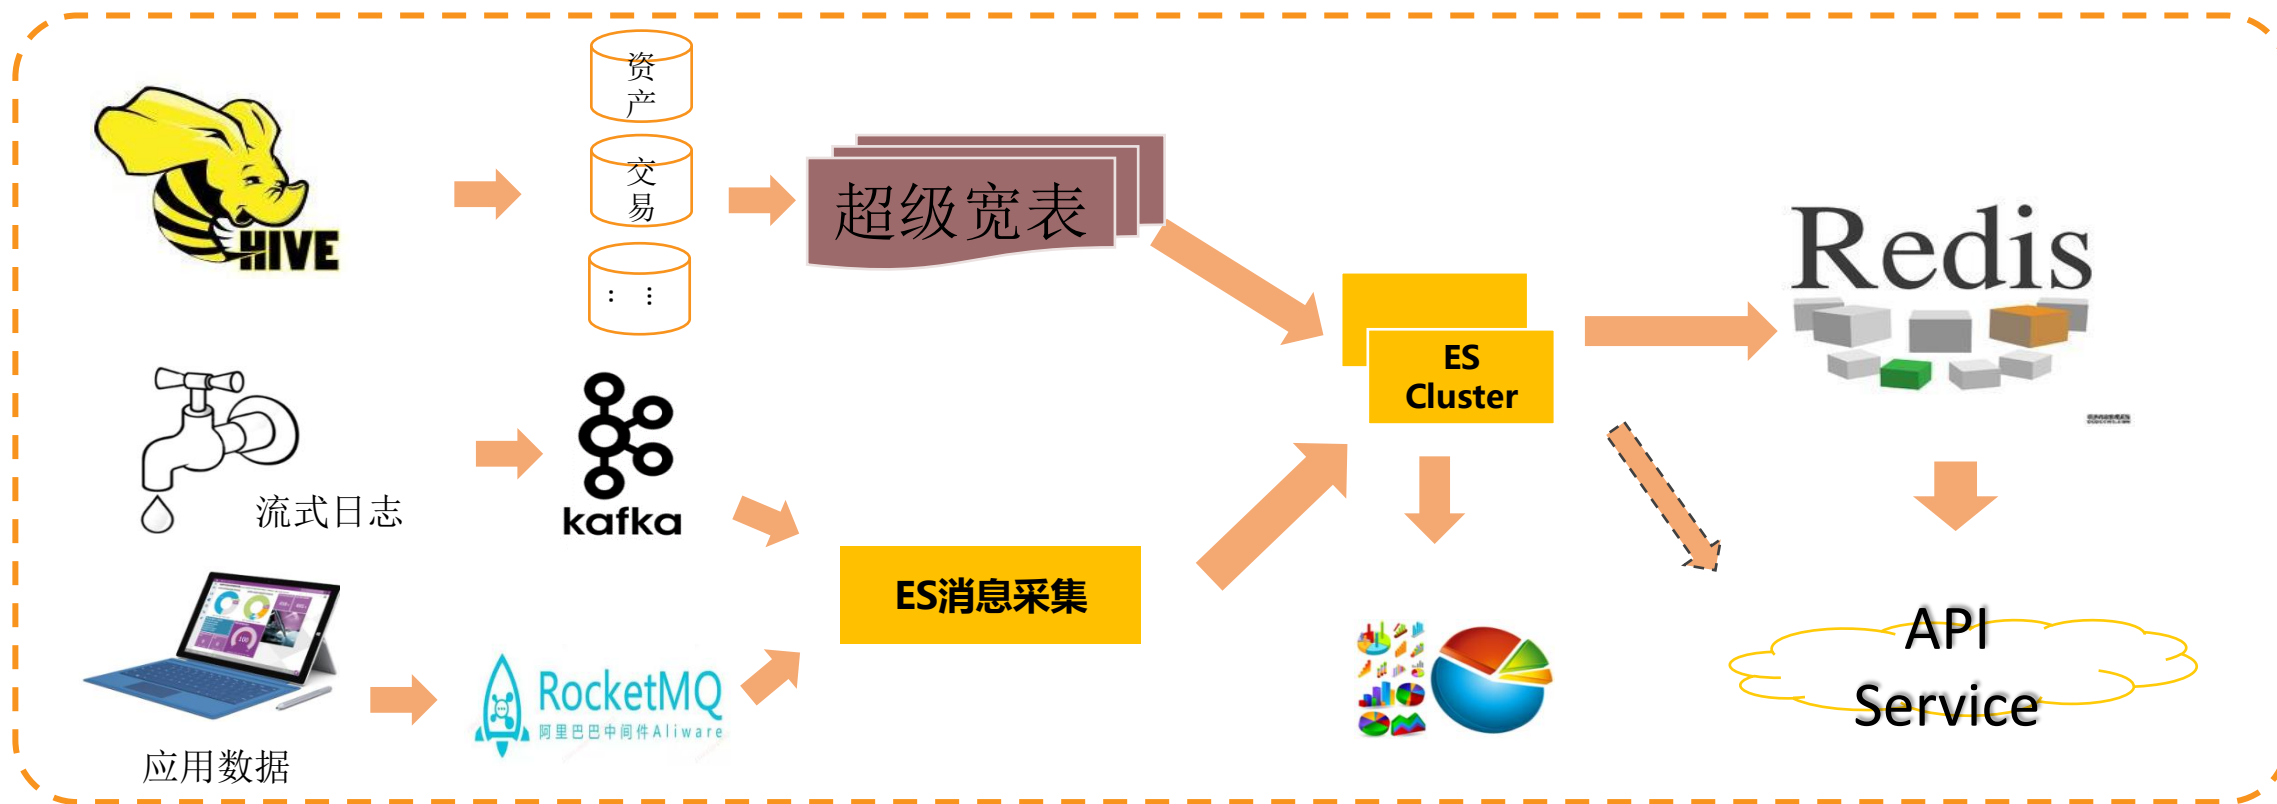 资
产
交
易
： ⋮
HIVE
超级宽表
Redis
ES
Cluster
流式日志
kafka
ES消息采集
RocketMQ
阿里巴巴中间件Aliware
应用数据
API
Service